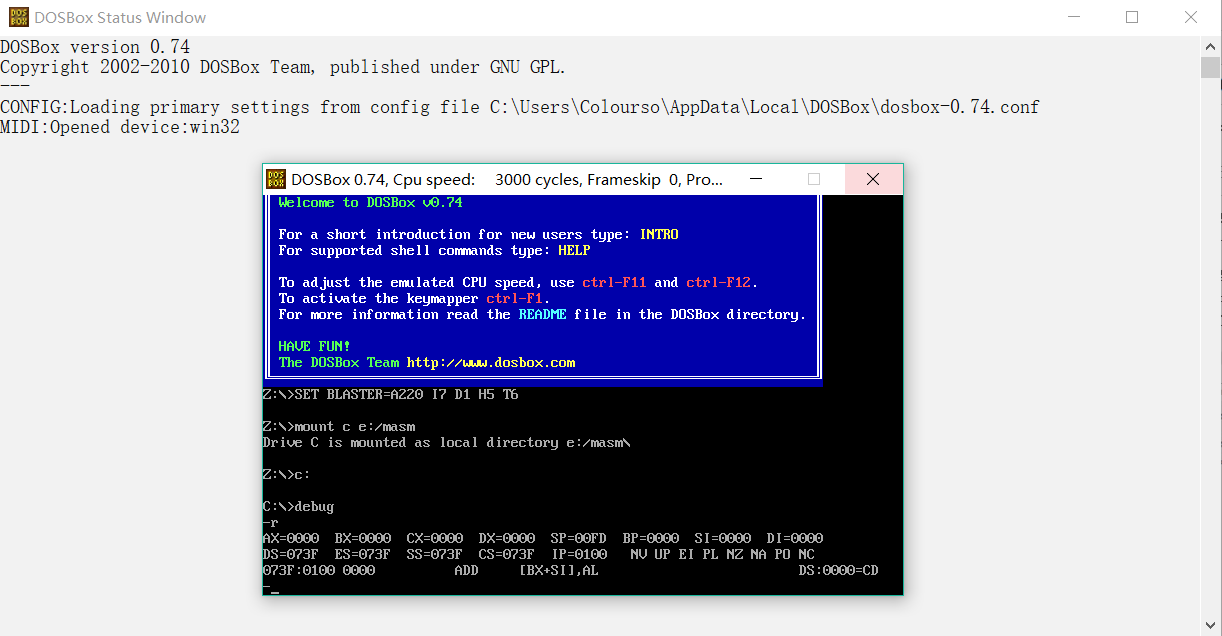 DOSBox Status Window
DOSBox version 0.74
Copyright 2002-2010 DOSBox Team, published under GNU GPL.
---
CONFIG:Loading primary settings from config file C:\Users\Colourso\AppData\Local\DOSBox\dosbox-0.74.conf
MIDI:Opened device:win32
DOSBox 0.74, Cpu speed: 3000 cycles, Frameskip 0, Pro...
Welcome to DOSBox v0.74
For a short introduction for new users type: INTRO
For supported shell commands type: HELP
To adjust the emulated CPU speed, use ctrl-F11 and ctrl-F12.
To activate the keymapper ctrl-F1.
For more information read the README file in the DOSBox directory.
HAVE FUN!
The DOSBox Team http://www.dosbox.com
Z:\>SET BLASTER=A220 I7 D1 H5 T6
Z:\>mount c e:/masm
Drive C is mounted as local directory e:/masm\
Z:\>c:
C:\>debug
-r
AX=0000 BX=0000 CX=0000 DX=0000 SP=00FD BP=0000 SI=0000 DI=0000
DS=073F ES=073F SS=073F CS=073F IP=0100 NV UP EI PL NZ NA PO NC
073F:0100 0000 ADD [BX+SI],AL DS:0000=CD
-_